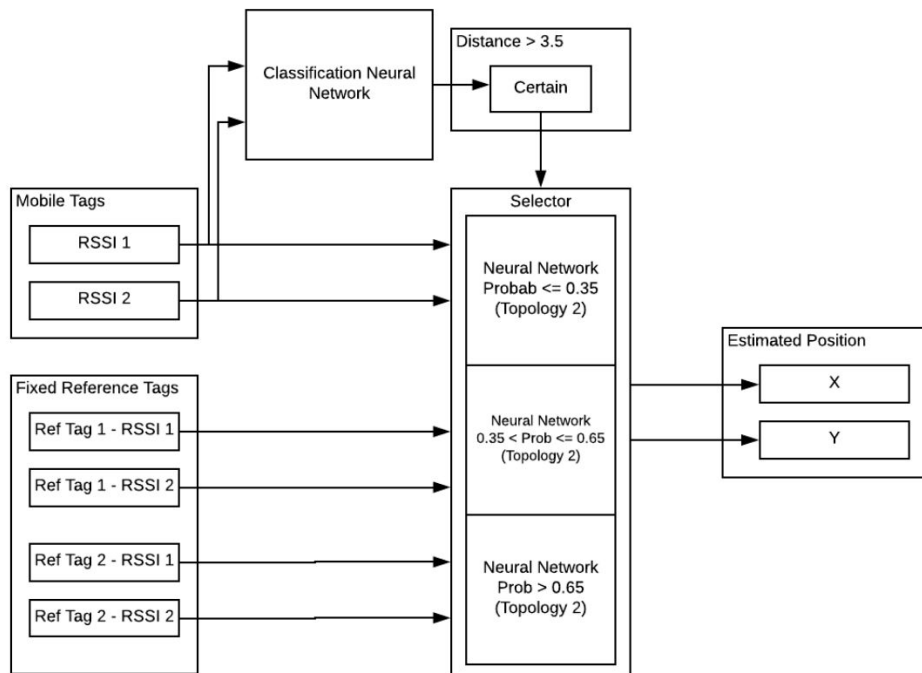 Classification Neural
Network
Distance > 3.5
Certain
Mobile Tags
RSSI 1
RSSI 2
Selector
Neural Network
Probab <= 0.35
(Topology 2)
Neural Network
0.35 < Prob <= 0.65
(Topology 2)
Neural Network
Prob > 0.65
(Topology 2)
Estimated Position
X
Y
Fixed Reference Tags
Ref Tag 1 - RSSI 1
Ref Tag 1 - RSSI 2
Ref Tag 2 - RSSI 1
Ref Tag 2 - RSSI 2